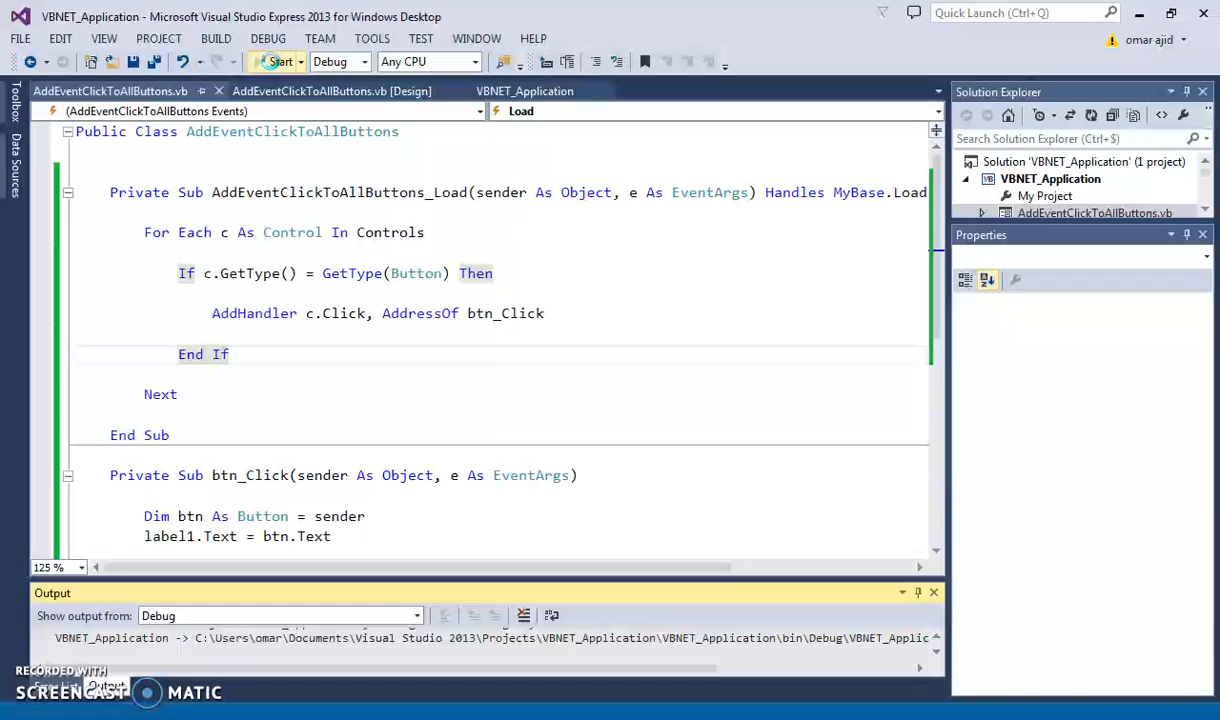 VBNET_Application - Microsoft Visual Studio Express 2013 for Windows Desktop
Quick Launch (Ctrl+Q)
FILE EDIT VIEW PROJECT BUILD DEBUG TEAM TOOLS TEST WINDOW HELP
omar ajid
Start Debug Any CPU
Toolbox
Data Sources
AddEventClickToAllButtons.vb AddEventClickToAllButtons.vb [Design] VBNET_Application
(AddEventClickToAllButtons Events) Load
Public Class AddEventClickToAllButtons
Private Sub AddEventClickToAllButtons_Load(sender As Object, e As EventArgs) Handles MyBase.Load
For Each c As Control In Controls
If c.GetType() = GetType(Button) Then
AddHandler c.Click, AddressOf btn_Click
End If
Next
End Sub
Private Sub btn_Click(sender As Object, e As EventArgs)
Dim btn As Button = sender
label1.Text = btn.Text
125 %
Solution Explorer
Search Solution Explorer (Ctrl+$)
Solution 'VBNET_Application' (1 project)
VBNET_Application
My Project
AddEventClickToAllButtons.vb
Properties
Output
Show output from: Debug
VBNET_Application -> C:\Users\omar\Documents\Visual Studio 2013\Projects\VBNET_Application\VBNET_Application\bin\Debug\VBNET_Applic
Error List Output
RECORDED WITH
SCREENCAST MATIC